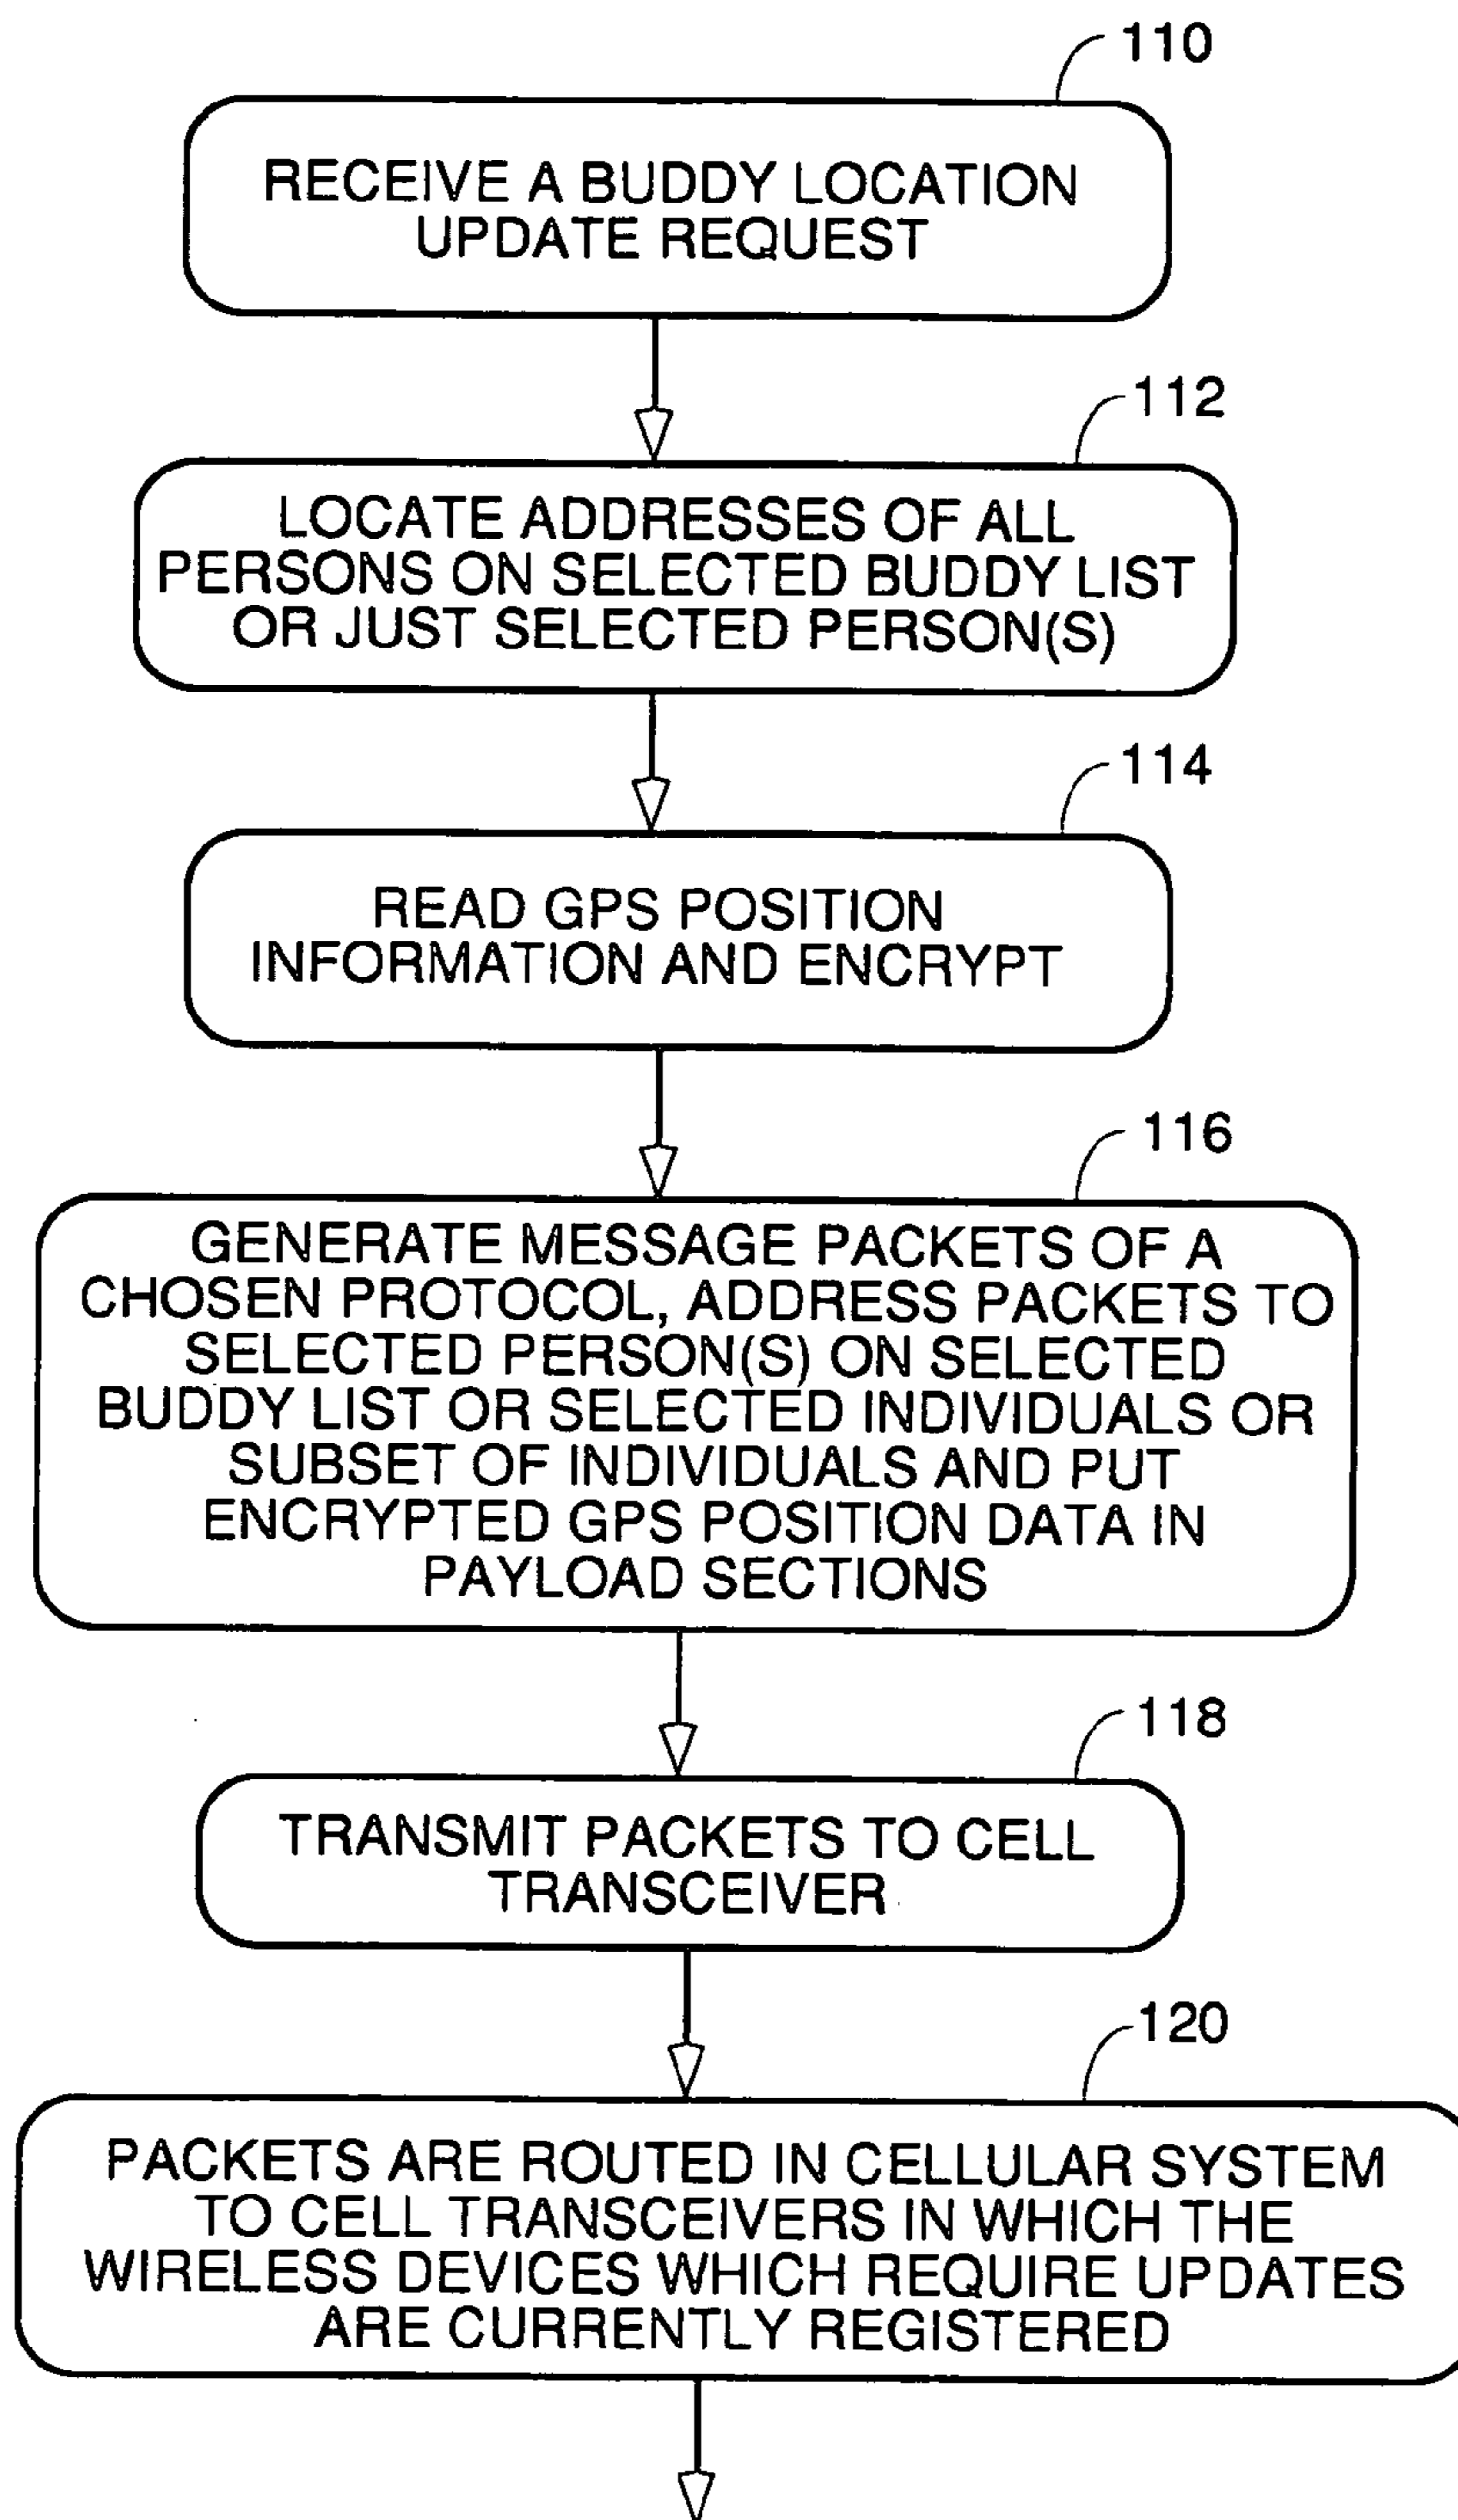 110
RECEIVE A BUDDY LOCATION
UPDATE REQUEST
112
LOCATE ADDRESSES OF ALL
PERSONS ON SELECTED BUDDY LIST
OR JUST SELECTED PERSON(S)
114
READ GPS POSITION
INFORMATION AND ENCRYPT
116
GENERATE MESSAGE PACKETS OF A
CHOSEN PROTOCOL, ADDRESS PACKETS TO
SELECTED PERSON(S) ON SELECTED
BUDDY LIST OR SELECTED INDIVIDUALS OR
SUBSET OF INDIVIDUALS AND PUT
ENCRYPTED GPS POSITION DATA IN
PAYLOAD SECTIONS
118
TRANSMIT PACKETS TO CELL
TRANSCEIVER
120
PACKETS ARE ROUTED IN CELLULAR SYSTEM
TO CELL TRANSCEIVERS IN WHICH THE
WIRELESS DEVICES WHICH REQUIRE UPDATES
ARE CURRENTLY REGISTERED